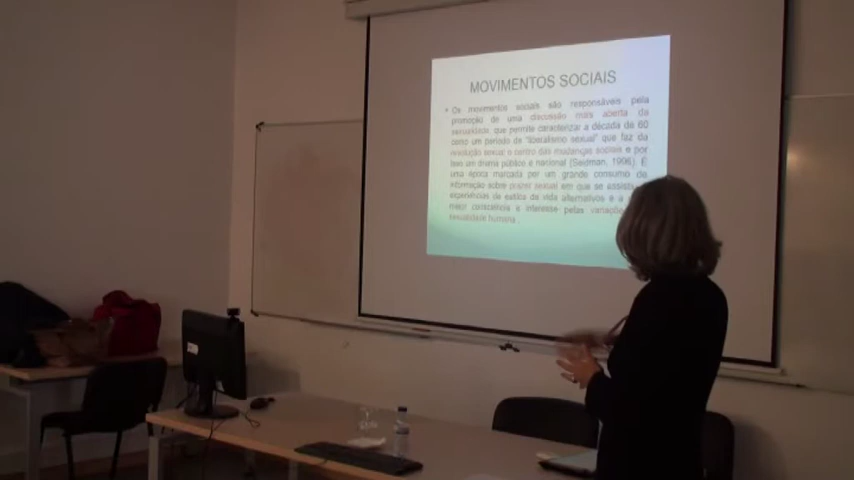 MOVIMENTOS SOCIAIS
• Os movimentos sociais são responsáveis pela
promoção de uma discussão mais aberta da
sexualidade, que permite caracterizar a década de 60
como um período de "liberalismo sexual" que faz da
revolução sexual o centro das mudanças sociais e por
isso um drama público e nacional (Seidman, 1996). É
uma época marcada por um grande consumo de
informação sobre prazer sexual em que se assiste
experiências de estilos de vida alternativos e a
maior consciência e interesse pelas
sexualidade humana.